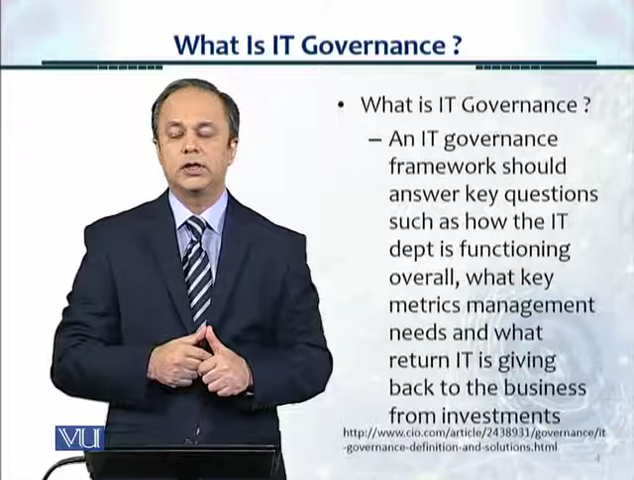 What Is IT Governance ?
• What is IT Governance ?
– An IT governance
framework should
answer key questions
such as how the IT
dept is functioning
overall, what key
metrics management
needs and what
return IT is giving
back to the business
from investments
http://www.cio.com/article/2438931/governance/it
-governance-definition-and-solutions.html
4
VU